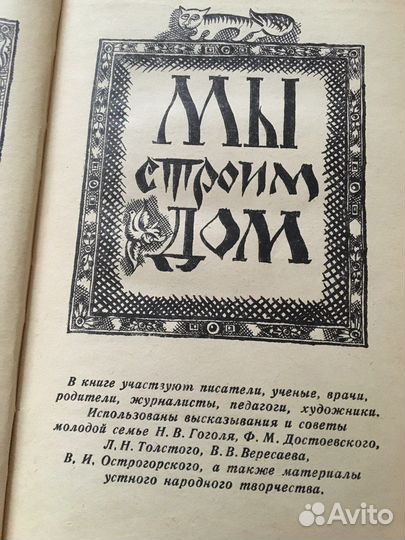 МЫ
строим
ДОМ
В книге участвуют писатели, ученые, врачи,
родители, журналисты, педагоги, художники.
Использованы высказывания и советы
молодой семье Н. В. Гоголя, Ф. М. Достоевского,
Л. Н. Толстого, В. В. Вересаева,
В. И. Острогорского, а также материалы
устного народного творчества.
Avito